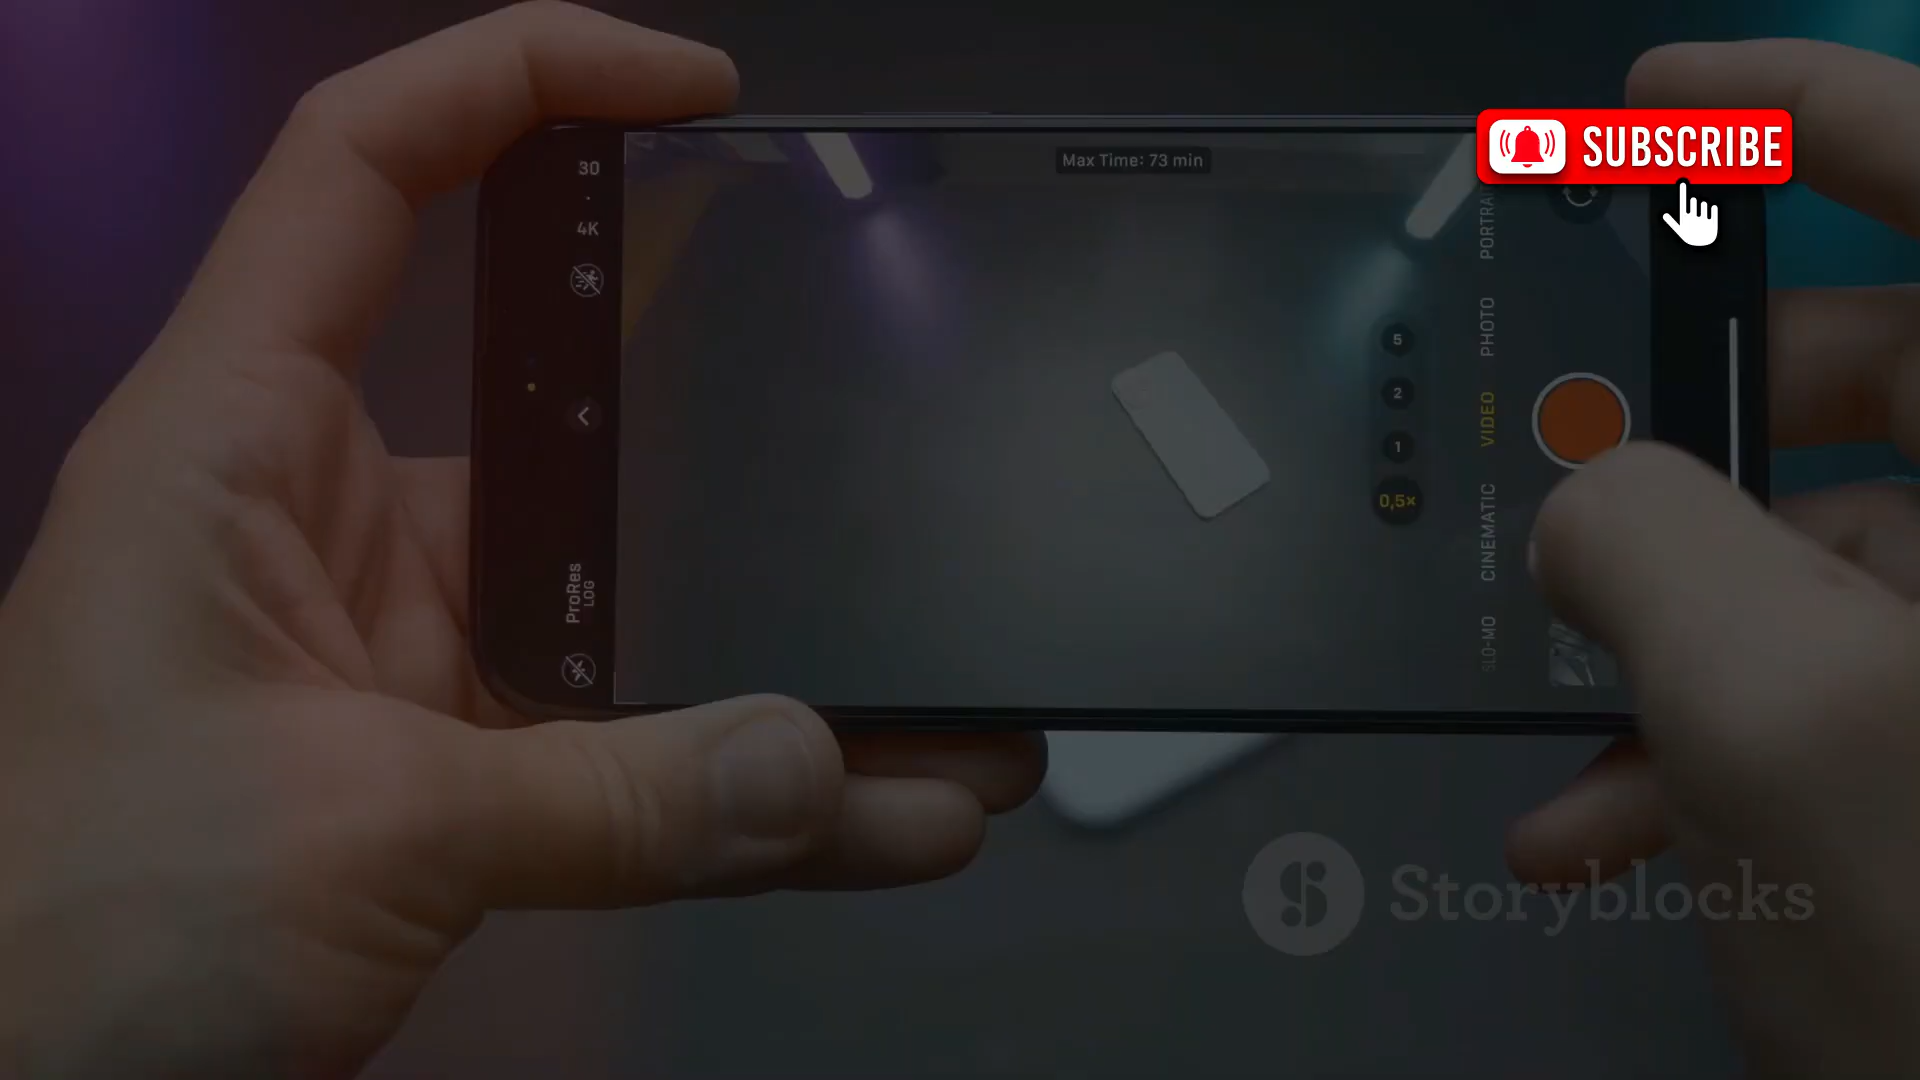 SUBSCRIBE
Max Time: 73 min
30
4K
ProRes
LOG
5
2
1
0,5×
PORTRA
PHOTO
VIDEO
CINEMATIC
SLO-MO
Storyblocks